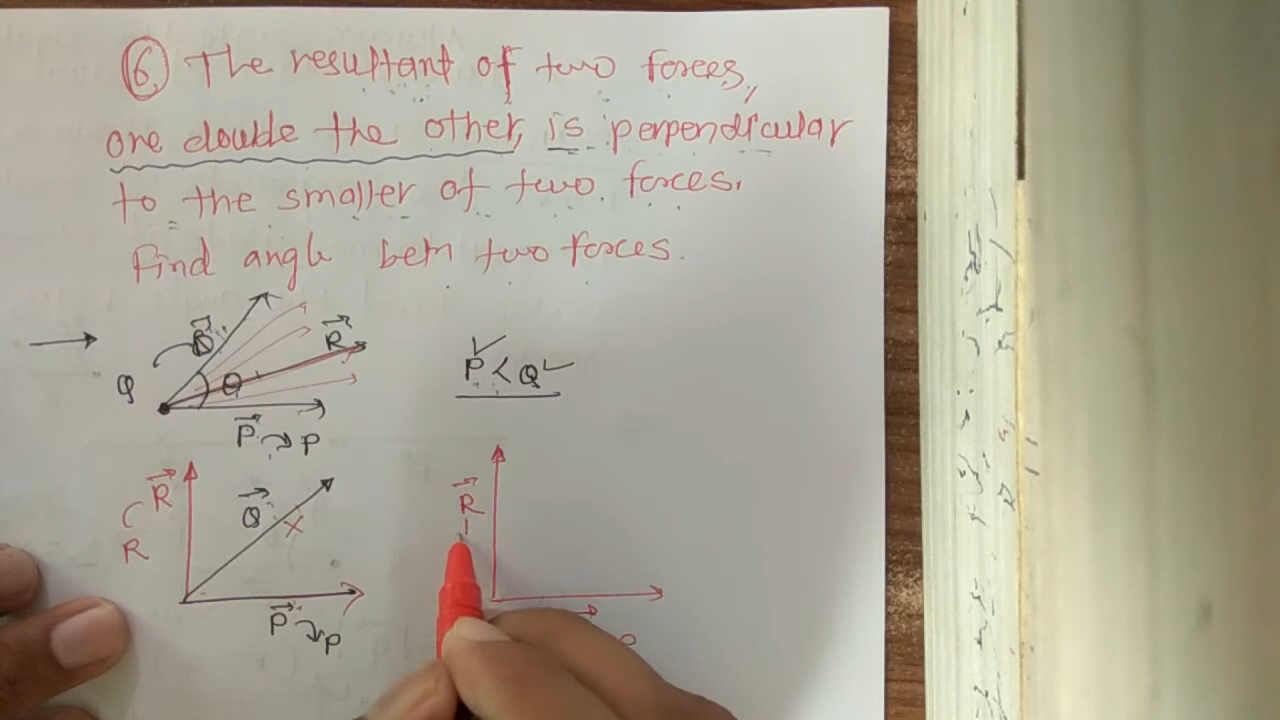 6 The resultant of two forces,
one double the other, is perpendicular
to the smaller of two forces.
Find angle betn two forces.
Q θ R
P P
P < Q
R Q
R
P P
R